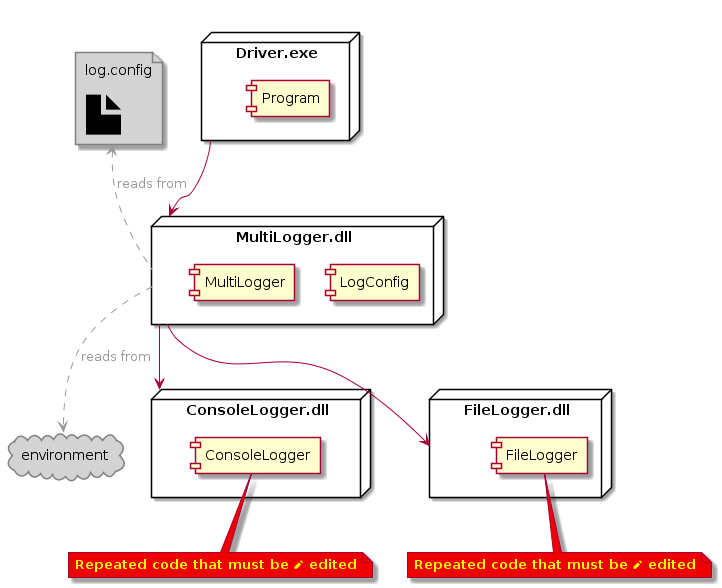 Driver.exe
log.config
Program
reads from
MultiLogger.dll
MultiLogger
LogConfig
reads from
ConsoleLogger.dll
FileLogger.dll
environment
ConsoleLogger
FileLogger
Repeated code that must be edited
Repeated code that must be edited